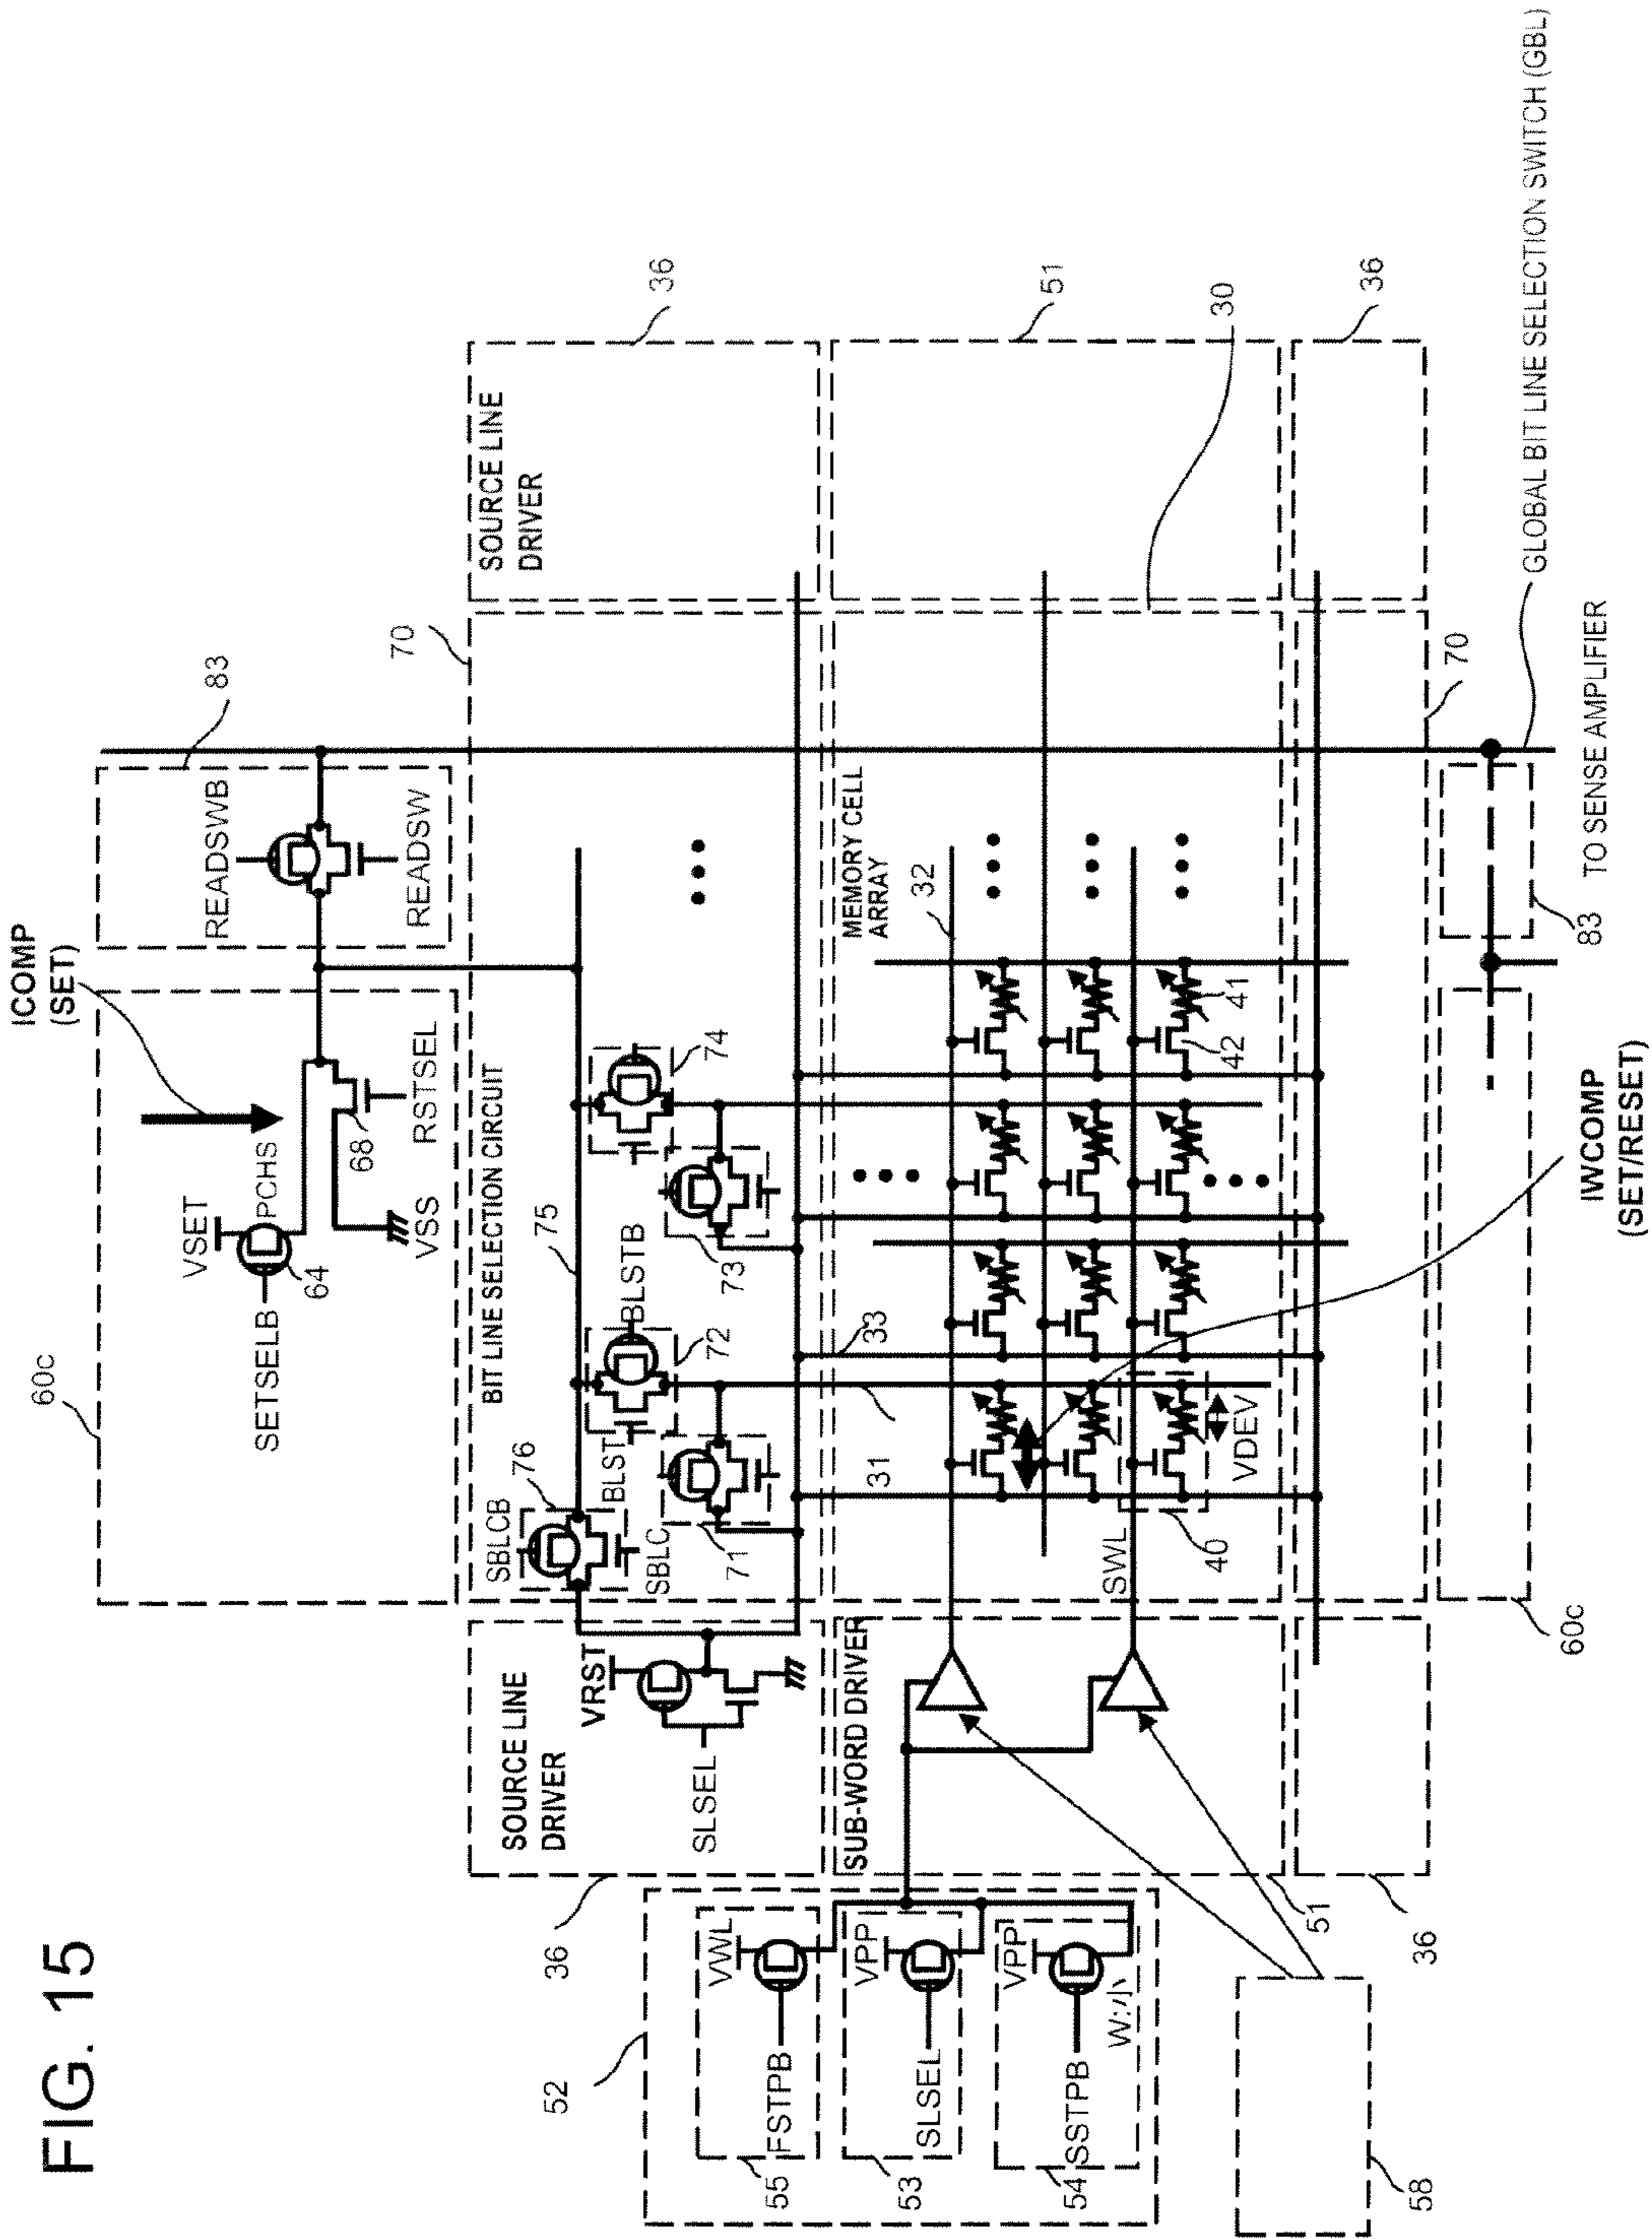 FIG. 15
60c
ICOMP
(SET)
83
VSET
PCHS
SETSELB
64
68
RSTSEL
VSS
READSWB
READSW
70
36
SOURCE LINE
DRIVER
VRST
SLSEL
BIT LINE SELECTION CIRCUIT
75
SBLCB
76
SBLC
BLST
BLSTB
72
71
73
74
SOURCE LINE
DRIVER
36
52
VWL
FSTPB
55
VPP
SLSEL
53
VPP
SSTPB
W:小
54
SUB-WORD DRIVER
51
36
58
MEMORY CELL
ARRAY
32
31
33
SWL
40
VDEV
41
42
51
30
36
70
60c
83
IWCOMP
(SET/RESET)
TO SENSE AMPLIFIER
GLOBAL BIT LINE SELECTION SWITCH (GBL)